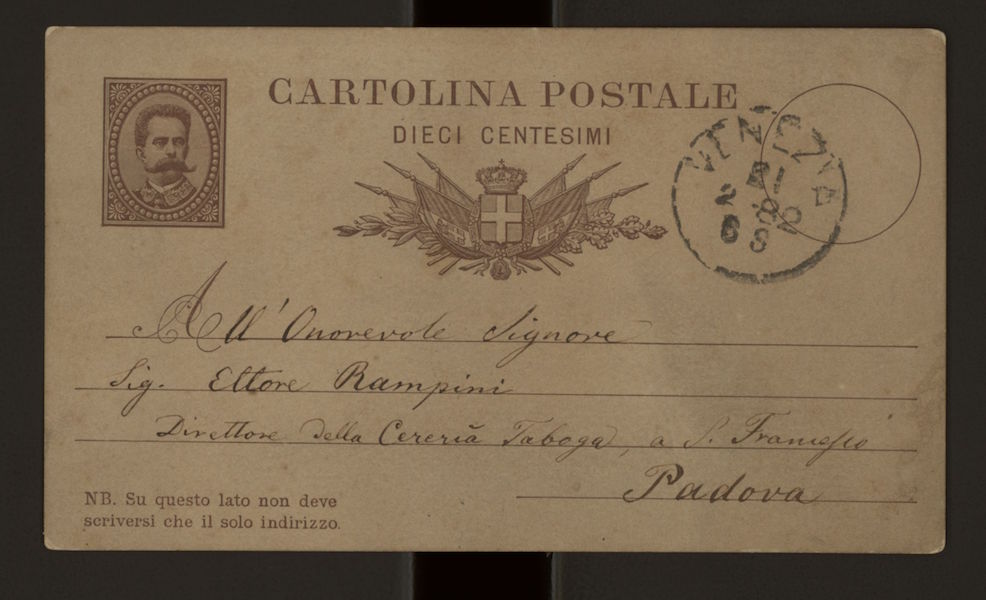 CARTOLINA POSTALE
DIECI CENTESIMI
VENEZIA
All'Onorevole Signore
Sig. Ettore Rampini
Direttore della Cereria Taboga, a S. Francesco
Padova
NB. Su questo lato non deve
scriversi che il solo indirizzo.